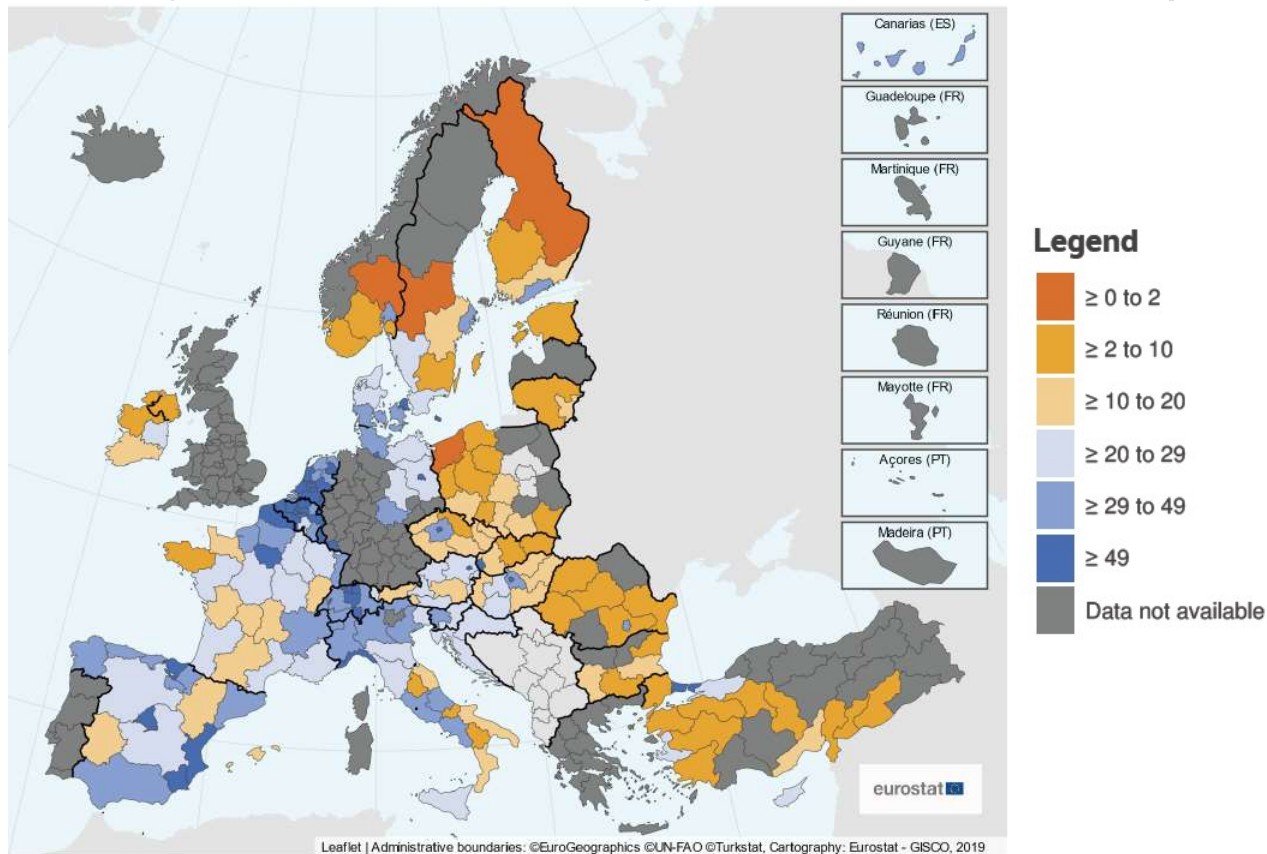 Canarias (ES)
Guadeloupe (FR)
Martinique (FR)
Guyane (FR)
Réunion (FR)
Mayotte (FR)
Açores (PT)
Madeira (PT)
eurostat
Legend
≥ 0 to 2
≥ 2 to 10
≥ 10 to 20
≥ 20 to 29
≥ 29 to 49
≥ 49
Data not available
Leaflet | Administrative boundaries: ©EuroGeographics ©UN-FAO ©Turkstat, Cartography: Eurostat - GISCO, 2019